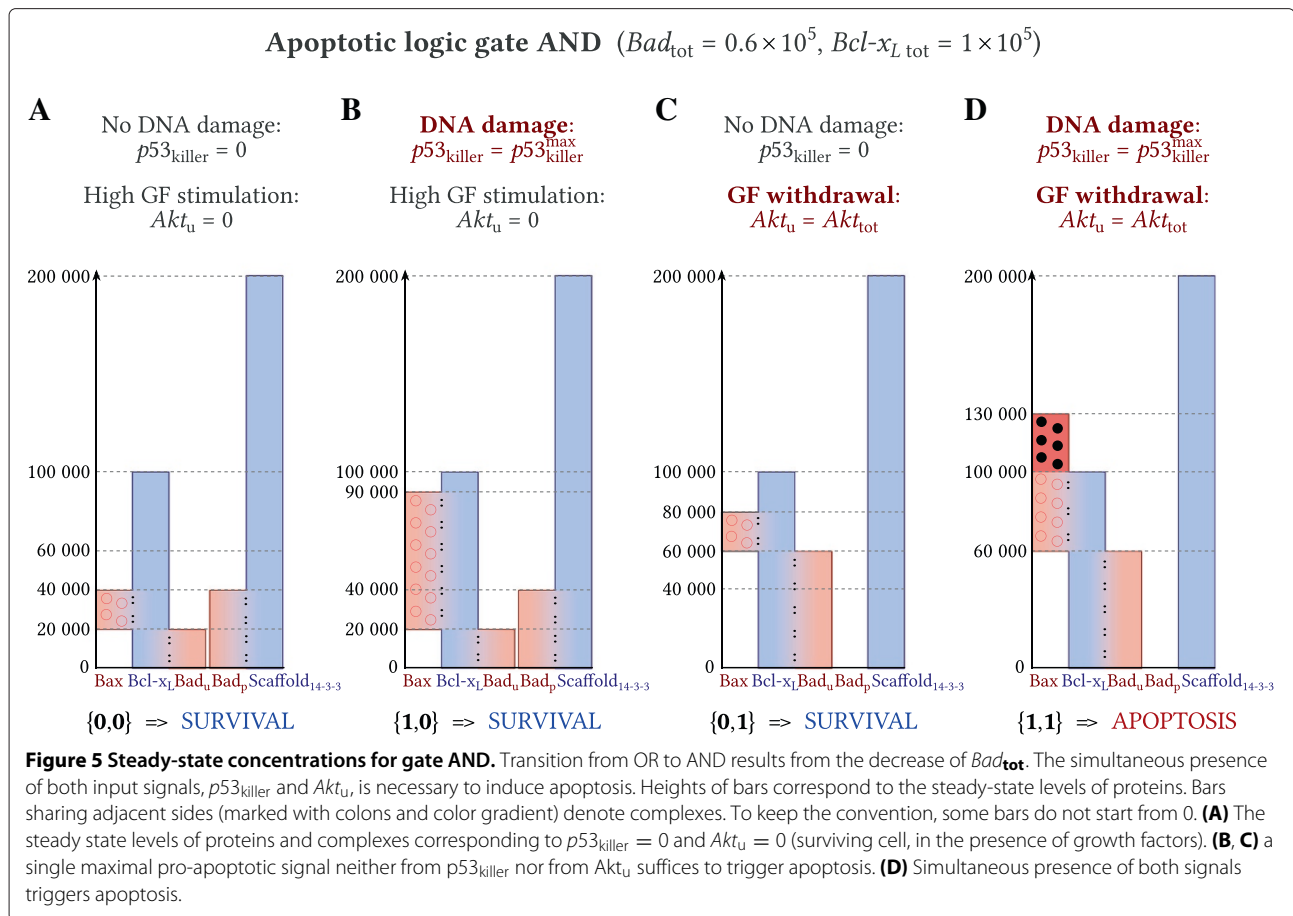 Apoptotic logic gate AND (Bad_tot = 0.6 × 10^5, Bcl-x_L tot = 1 × 10^5)
A
No DNA damage:
p53_killer = 0
High GF stimulation:
Akt_u = 0
200 000
100 000
60 000
40 000
20 000
0
Bax Bcl-x_L Bad_u Bad_p Scaffold_14-3-3
{0,0} => SURVIVAL
B
DNA damage:
p53_killer = p53_killer^max
High GF stimulation:
Akt_u = 0
200 000
100 000
90 000
60 000
40 000
20 000
0
Bax Bcl-x_L Bad_u Bad_p Scaffold_14-3-3
{1,0} => SURVIVAL
C
No DNA damage:
p53_killer = 0
GF withdrawal:
Akt_u = Akt_tot
200 000
100 000
80 000
60 000
40 000
0
Bax Bcl-x_L Bad_u Bad_p Scaffold_14-3-3
{0,1} => SURVIVAL
D
DNA damage:
p53_killer = p53_killer^max
GF withdrawal:
Akt_u = Akt_tot
200 000
130 000
100 000
60 000
0
Bax Bcl-x_L Bad_u Bad_p Scaffold_14-3-3
{1,1} => APOPTOSIS
Figure 5 Steady-state concentrations for gate AND. Transition from OR to AND results from the decrease of Bad_tot. The simultaneous presence
of both input signals, p53_killer and Akt_u, is necessary to induce apoptosis. Heights of bars correspond to the steady-state levels of proteins. Bars
sharing adjacent sides (marked with colons and color gradient) denote complexes. To keep the convention, some bars do not start from 0. (A) The
steady state levels of proteins and complexes corresponding to p53_killer = 0 and Akt_u = 0 (surviving cell, in the presence of growth factors). (B, C) a
single maximal pro-apoptotic signal neither from p53_killer nor from Akt_u suffices to trigger apoptosis. (D) Simultaneous presence of both signals
triggers apoptosis.